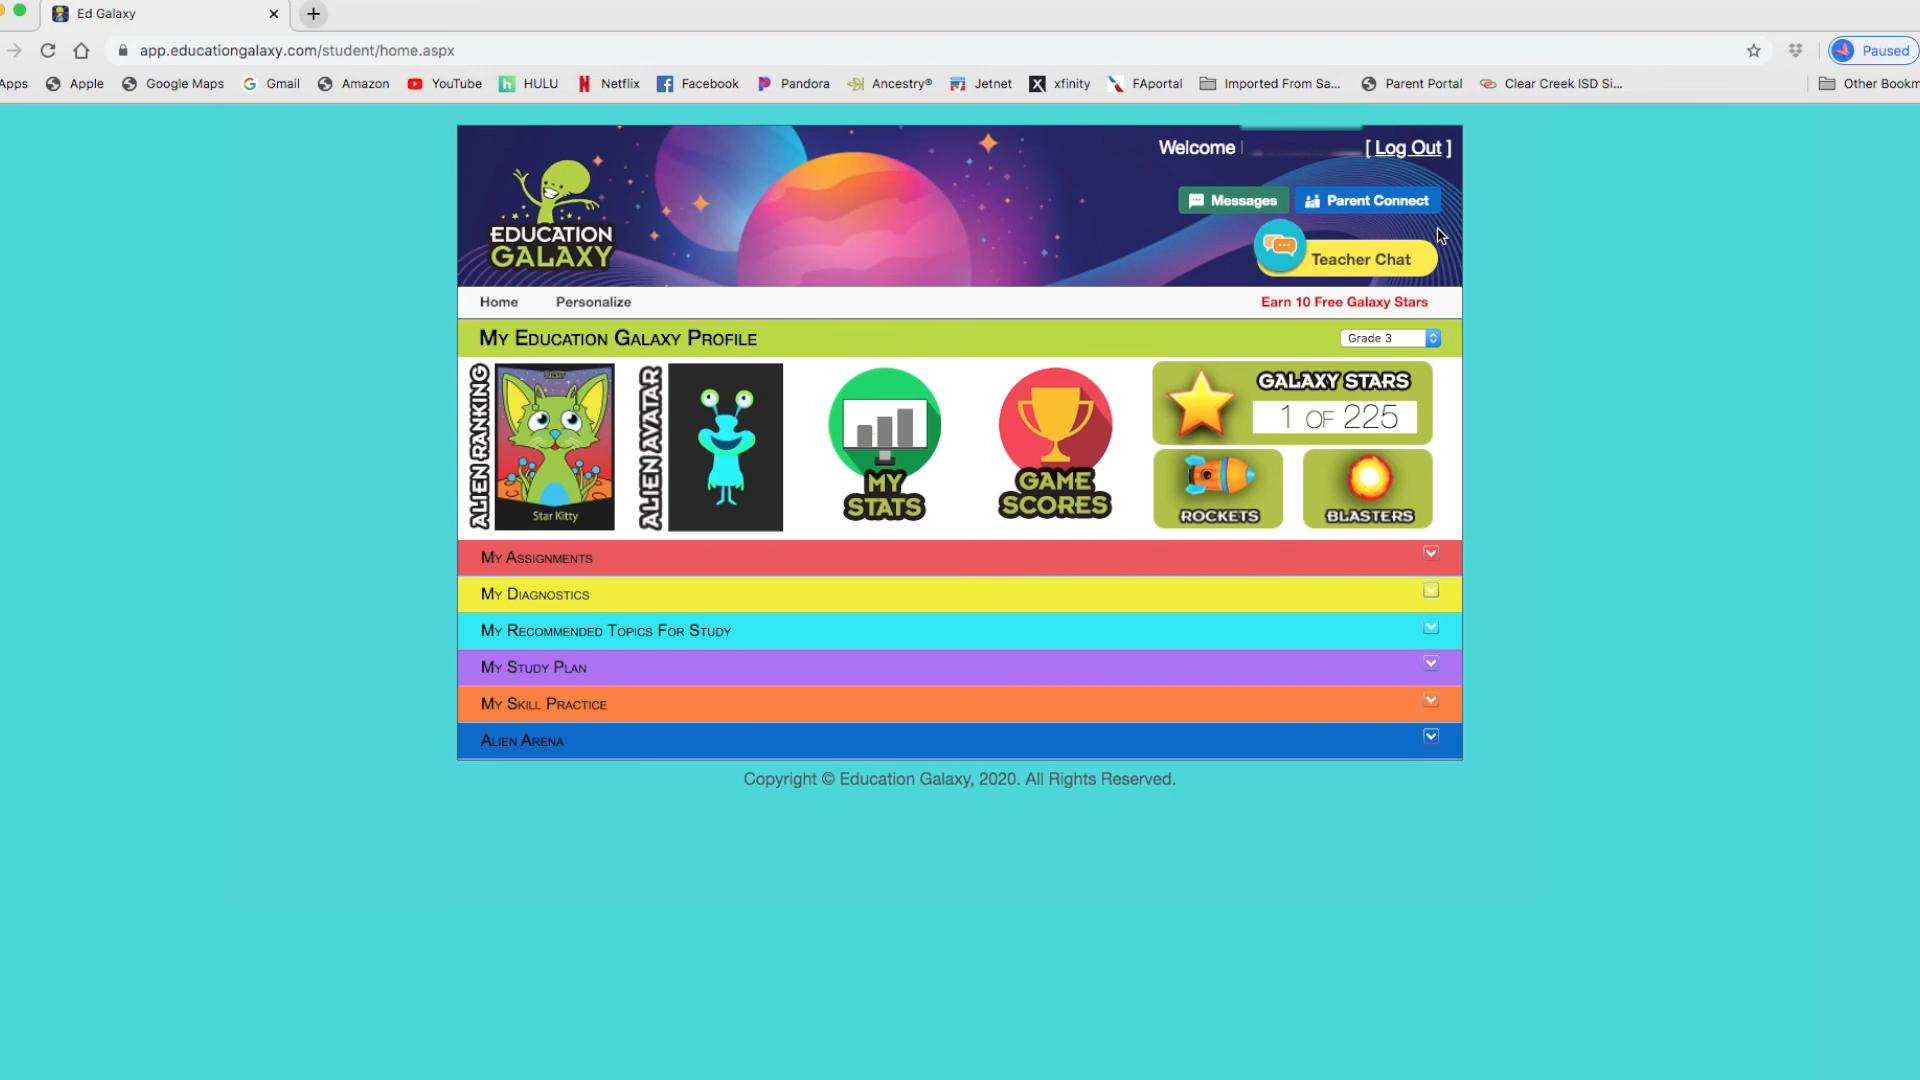 Ed Galaxy
app.educationgalaxy.com/student/home.aspx
Paused
Apps Apple Google Maps Gmail Amazon YouTube HULU Netflix Facebook Pandora Ancestry® Jetnet xfinity FAportal Imported From Sa... Parent Portal Clear Creek ISD Si... Other Bookm
Welcome [ Log Out ]
Messages Parent Connect
EDUCATION
GALAXY
Teacher Chat
Home Personalize Earn 10 Free Galaxy Stars
My Education Galaxy Profile Grade 3
ALIEN RANKING
Star Kitty
ALIEN AVATAR
MY
STATS
GAME
SCORES
GALAXY STARS
1 OF 225
ROCKETS BLASTERS
My Assignments
My Diagnostics
My Recommended Topics For Study
My Study Plan
My Skill Practice
Alien Arena
Copyright © Education Galaxy, 2020. All Rights Reserved.